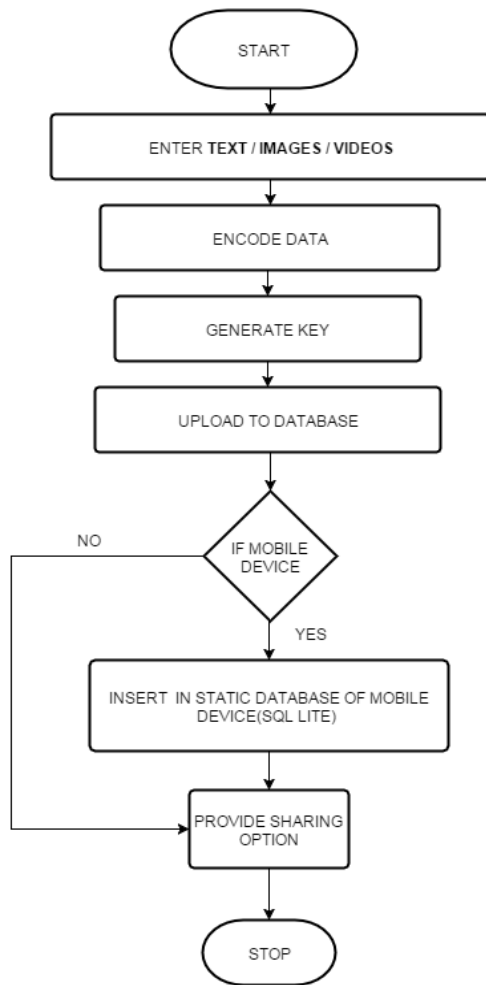 START
ENTER TEXT / IMAGES / VIDEOS
ENCODE DATA
GENERATE KEY
UPLOAD TO DATABASE
NO
IF MOBILE
DEVICE
YES
INSERT IN STATIC DATABASE OF MOBILE
DEVICE(SQL LITE)
PROVIDE SHARING
OPTION
STOP